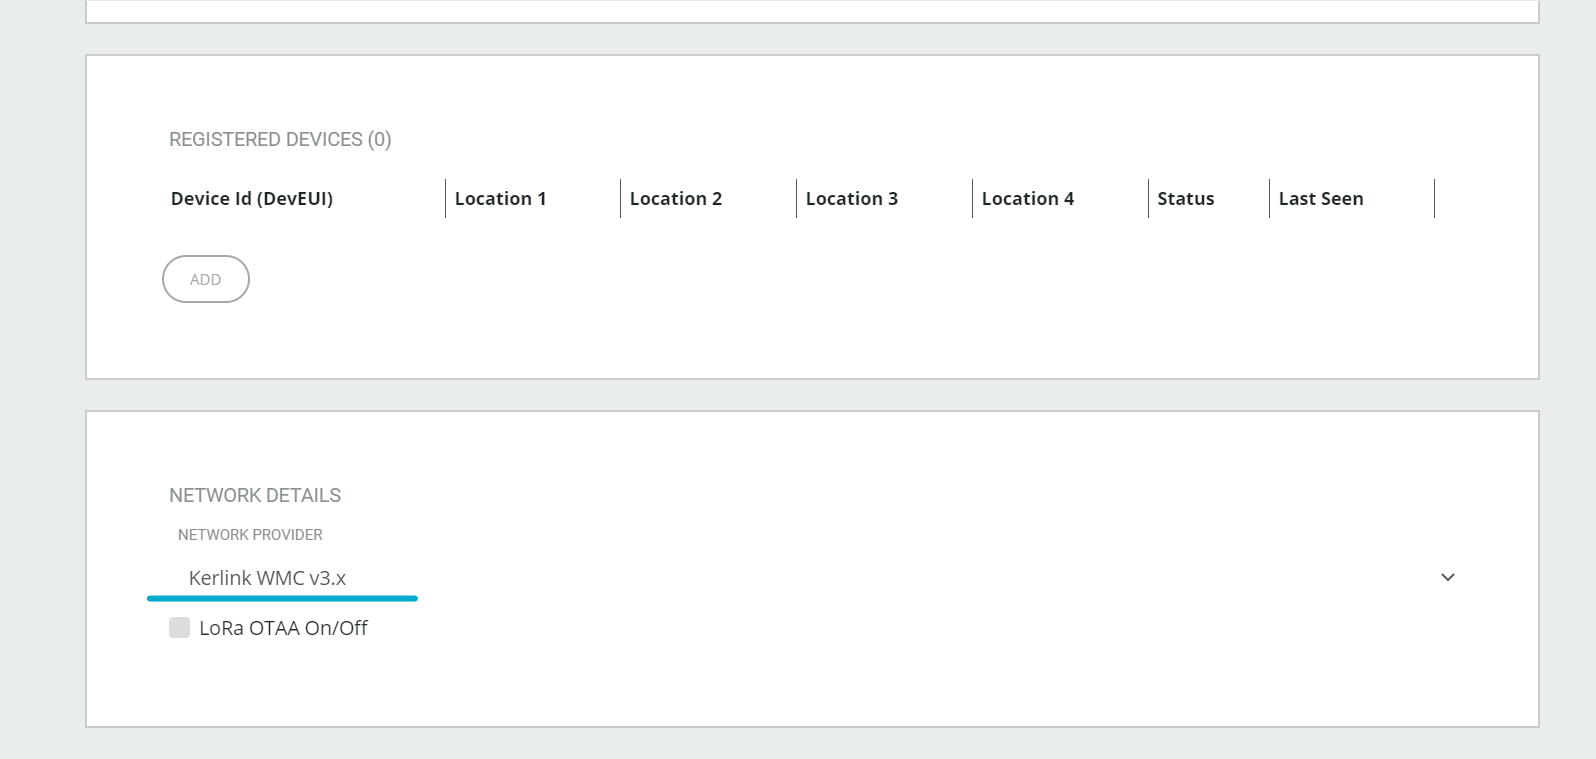 REGISTERED DEVICES (0)
Device Id (DevEUI) Location 1 Location 2 Location 3 Location 4 Status Last Seen
ADD
NETWORK DETAILS
NETWORK PROVIDER
Kerlink WMC v3.x
LoRa OTAA On/Off